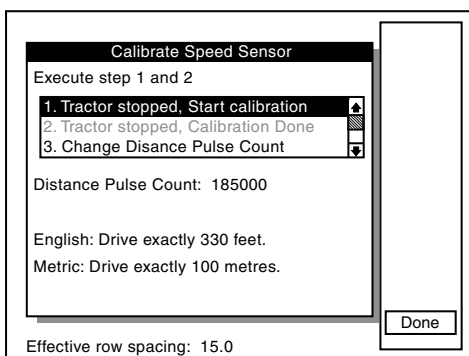 Calibrate Speed Sensor
Execute step 1 and 2
1. Tractor stopped, Start calibration
2. Tractor stopped, Calibration Done
3. Change Disance Pulse Count
Distance Pulse Count: 185000
English: Drive exactly 330 feet.
Metric: Drive exactly 100 metres.
Done
Effective row spacing: 15.0